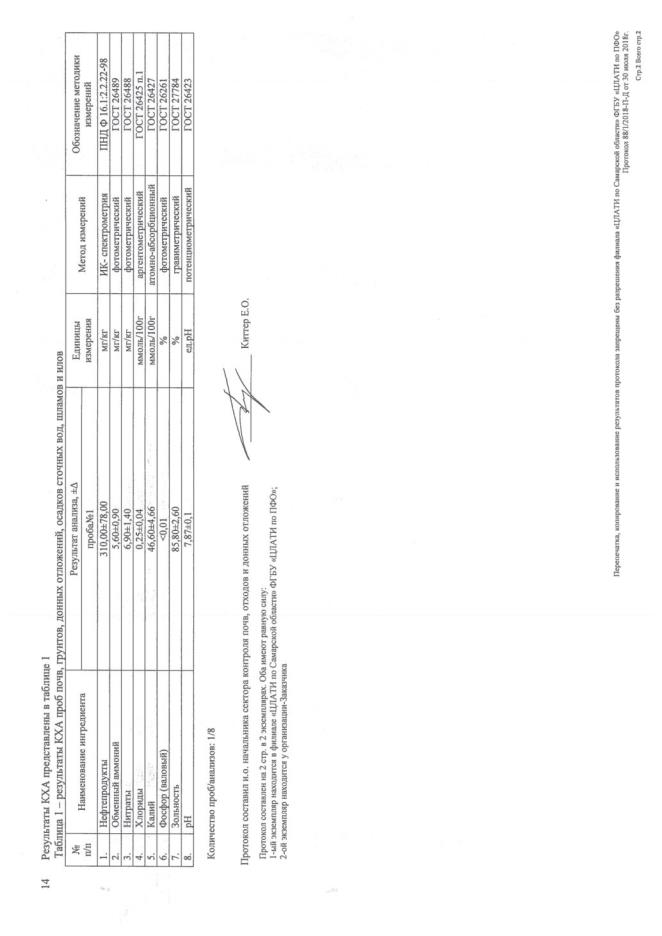 14 Результаты КХА представлены в таблице 1
Таблица 1 – результаты КХА проб почв, грунтов, донных отложений, осадков сточных вод, шламов и илов
№ п/п Наименование ингредиента Результат анализа, ±Δ Единицы измерения Метод измерений Обозначение методики измерений
проба№1
1. Нефтепродукты 310,00±78,00 мг/кг ИК- спектрометрия ПНД Ф 16.1:2.2.22-98
2. Обменный аммоний 5,60±0,90 мг/кг фотометрический ГОСТ 26489
3. Нитраты 6,90±1,40 мг/кг фотометрический ГОСТ 26488
4. Хлориды 0,25±0,04 ммоль/100г аргентометрический ГОСТ 26425 п.1
5. Калий 46,60±4,66 ммоль/100г атомно-абсорбционный ГОСТ 26427
6. Фосфор (валовый) <0,01 % фотометрический ГОСТ 26261
7. Зольность 85,80±2,60 % гравиметрический ГОСТ 27784
8. pH 7,87±0,1 ед.pH потенциометрический ГОСТ 26423
Количество проб/анализов: 1/8
Протокол составил и.о. начальника сектора контроля почв, отходов и донных отложений Киттер Е.О.
Протокол составлен на 2 стр. в 2 экземплярах. Оба имеют равную силу:
1-ый экземпляр находится в филиале «ЦЛАТИ по Самарской области» ФГБУ «ЦЛАТИ по ПФО»;
2-ой экземпляр находится у организации-Заказчика
Перепечатка, копирование и использование результатов протокола запрещены без разрешения филиала «ЦЛАТИ по Самарской области» ФГБУ «ЦЛАТИ по ПФО»
Протокол 88/1/2018-П-Д от 30 июля 2018г.
Стр.2 Всего стр.2